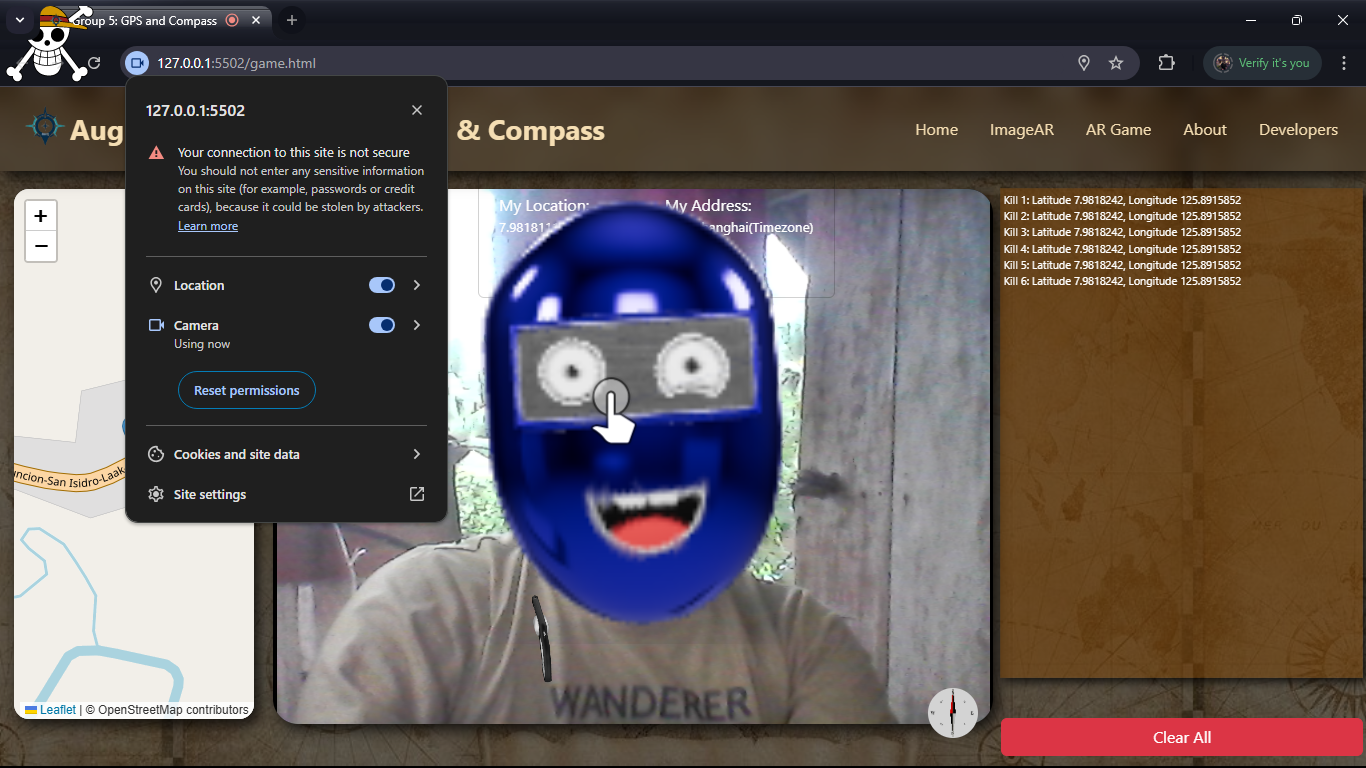 Group 5: GPS and Compass
127.0.0.1:5502/game.html
Verify it's you
127.0.0.1:5502
Your connection to this site is not secure
You should not enter any sensitive information
on this site (for example, passwords or credit
cards), because it could be stolen by attackers.
Learn more
Location
Camera
Using now
Reset permissions
Cookies and site data
Site settings
Aug
& Compass
Home
ImageAR
AR Game
About
Developers
+
−
ncion-San Isidro-Laak
Leaflet | © OpenStreetMap contributors
My Location:
7.98181
My Address:
anghai(Timezone)
WANDERER
Kill 1: Latitude 7.9818242, Longitude 125.8915852
Kill 2: Latitude 7.9818242, Longitude 125.8915852
Kill 3: Latitude 7.9818242, Longitude 125.8915852
Kill 4: Latitude 7.9818242, Longitude 125.8915852
Kill 5: Latitude 7.9818242, Longitude 125.8915852
Kill 6: Latitude 7.9818242, Longitude 125.8915852
MER DU
Clear All